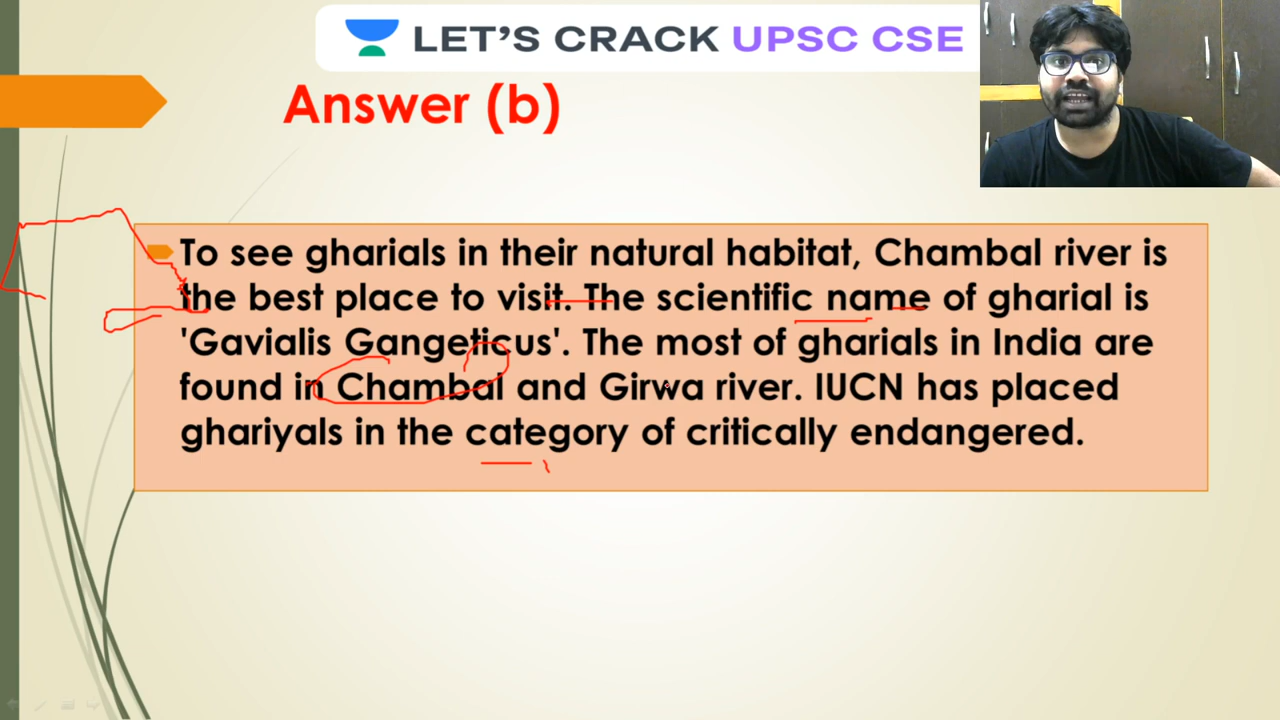 LET'S CRACK UPSC CSE
Answer (b)
To see gharials in their natural habitat, Chambal river is
the best place to visit. The scientific name of gharial is
'Gavialis Gangeticus'. The most of gharials in India are
found in Chambal and Girwa river. IUCN has placed
ghariyals in the category of critically endangered.